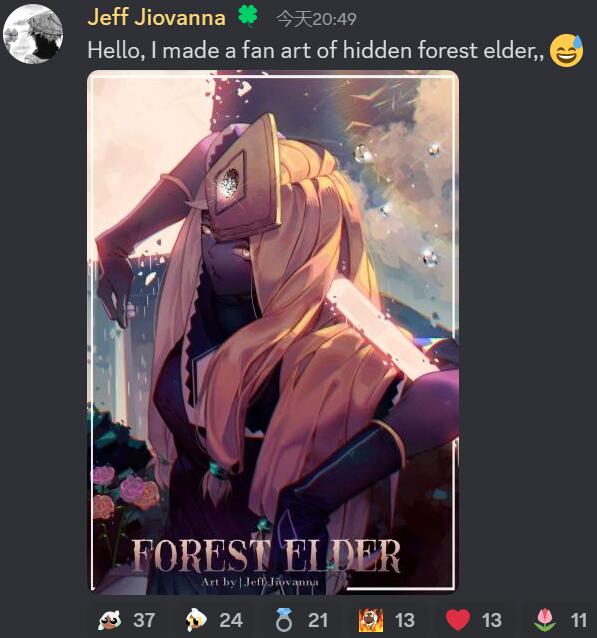 Jeff Jiovanna 今天20:49
Hello, I made a fan art of hidden forest elder,,
FOREST ELDER
Art by | Jeff Jiovanna
37 24 21 13 13 11